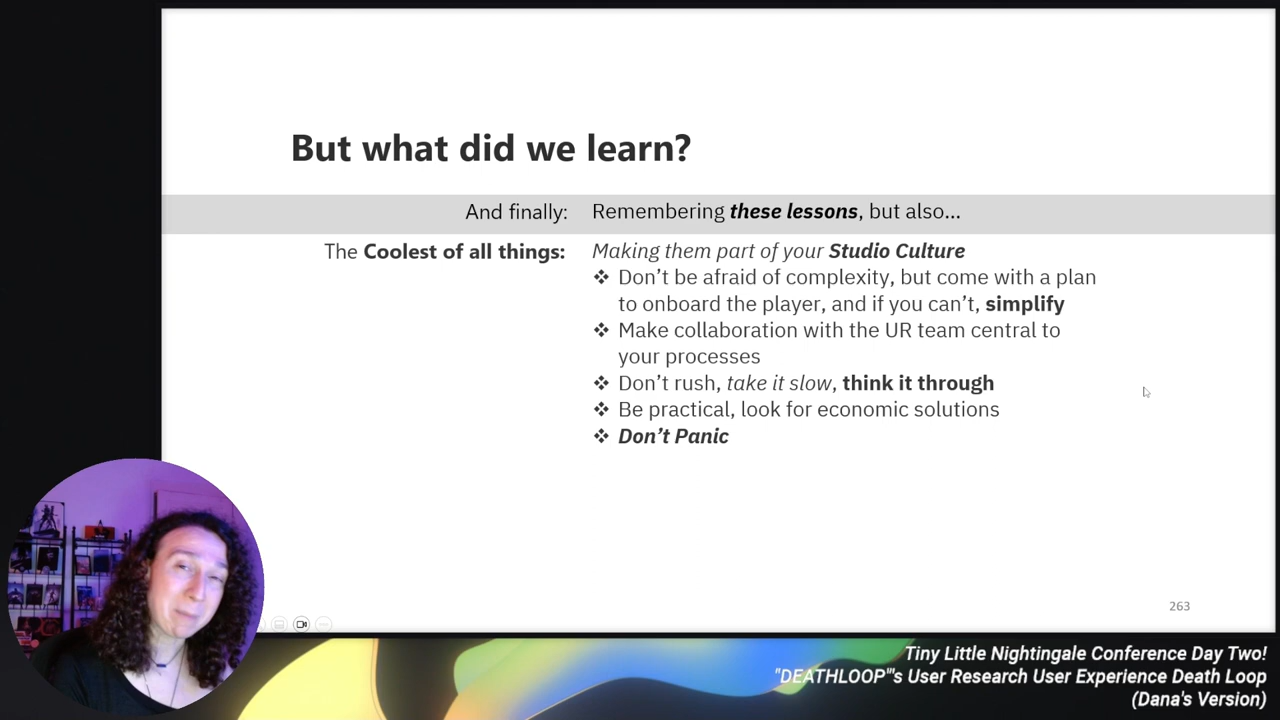 But what did we learn?
And finally: Remembering these lessons, but also...
The Coolest of all things: Making them part of your Studio Culture
❖ Don't be afraid of complexity, but come with a plan
to onboard the player, and if you can't, simplify
❖ Make collaboration with the UR team central to
your processes
❖ Don't rush, take it slow, think it through
❖ Be practical, look for economic solutions
❖ Don't Panic
263
Tiny Little Nightingale Conference Day Two!
"DEATHLOOP"'s User Research User Experience Death Loop
(Dana's Version)